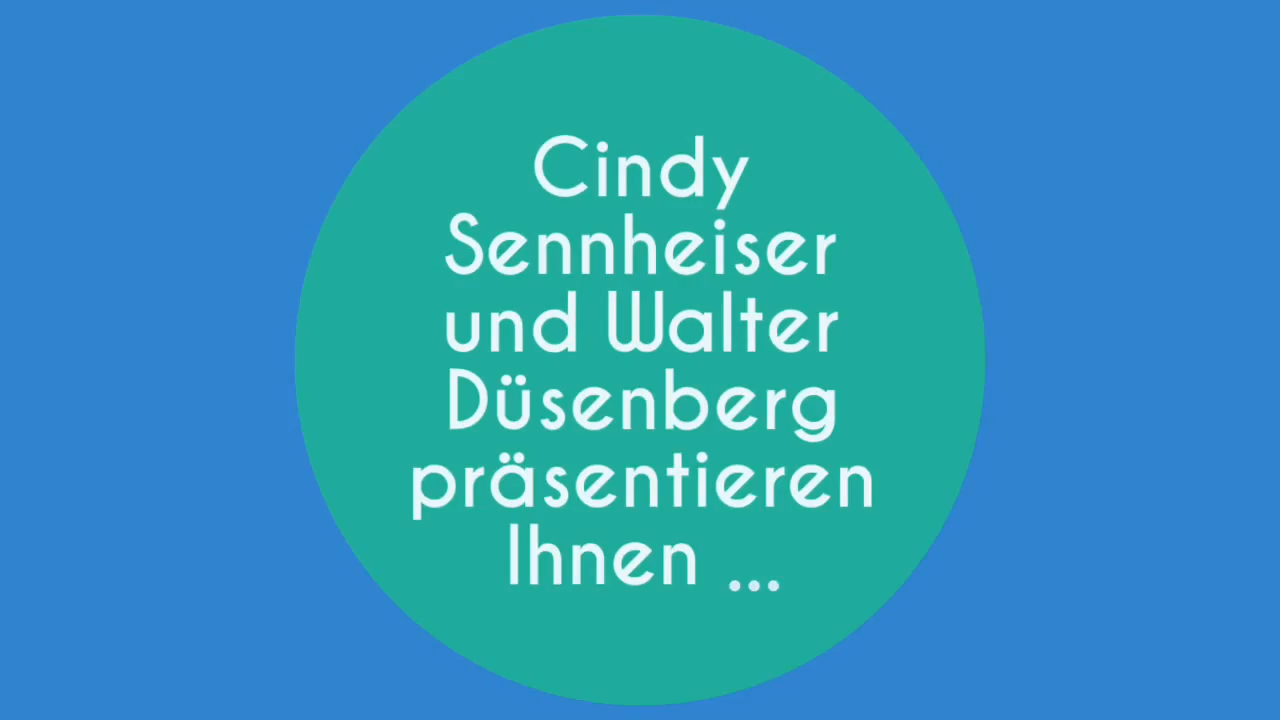 Cindy
Sennheiser
und Walter
Düsenberg
präsentieren
Ihnen ...